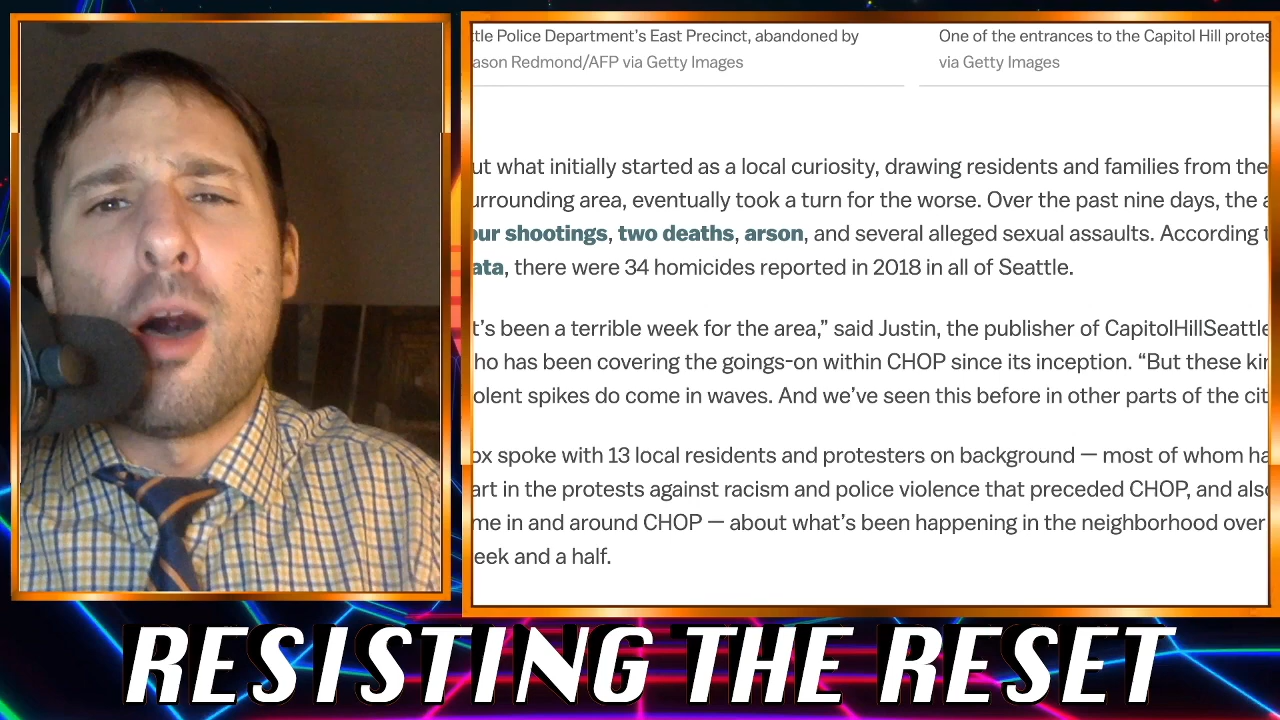 ttle Police Department's East Precinct, abandoned by
ason Redmond/AFP via Getty Images
One of the entrances to the Capitol Hill protes
via Getty Images
ut what initially started as a local curiosity, drawing residents and families from the
urrounding area, eventually took a turn for the worse. Over the past nine days, the a
our shootings, two deaths, arson, and several alleged sexual assaults. According t
ata, there were 34 homicides reported in 2018 in all of Seattle.
t's been a terrible week for the area,” said Justin, the publisher of CapitolHillSeattle
ho has been covering the goings-on within CHOP since its inception. “But these kin
olent spikes do come in waves. And we've seen this before in other parts of the cit
ox spoke with 13 local residents and protesters on background — most of whom ha
art in the protests against racism and police violence that preceded CHOP, and also
me in and around CHOP — about what's been happening in the neighborhood over
eek and a half.
RESISTING THE RESET